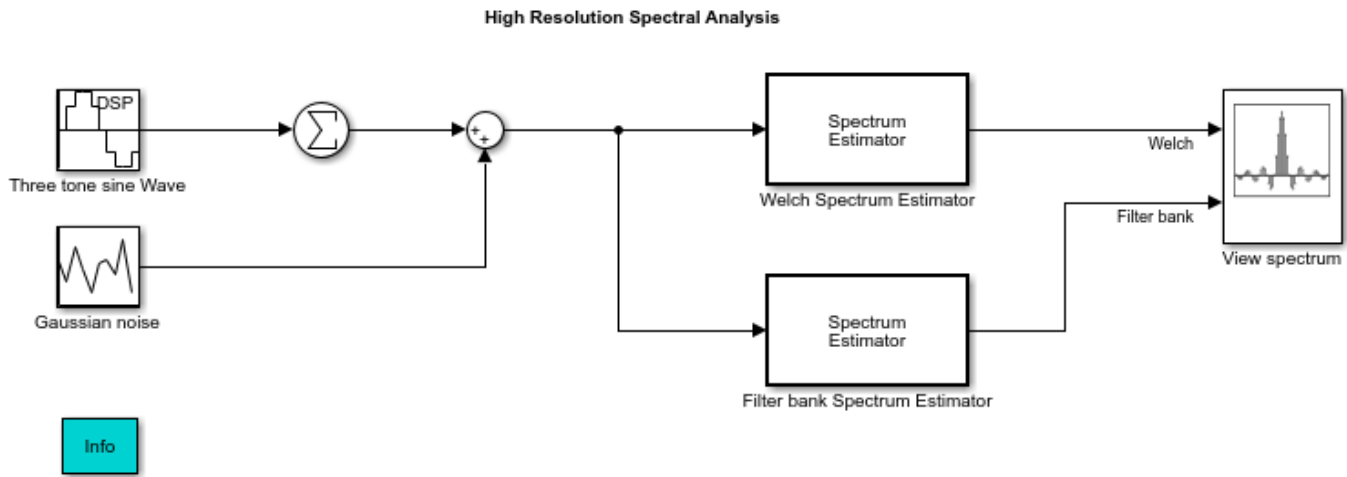 High Resolution Spectral Analysis
DSP
Three tone sine Wave
Σ
+
+
Spectrum
Estimator
Welch Spectrum Estimator
Welch
Filter bank
View spectrum
Gaussian noise
Spectrum
Estimator
Filter bank Spectrum Estimator
Info